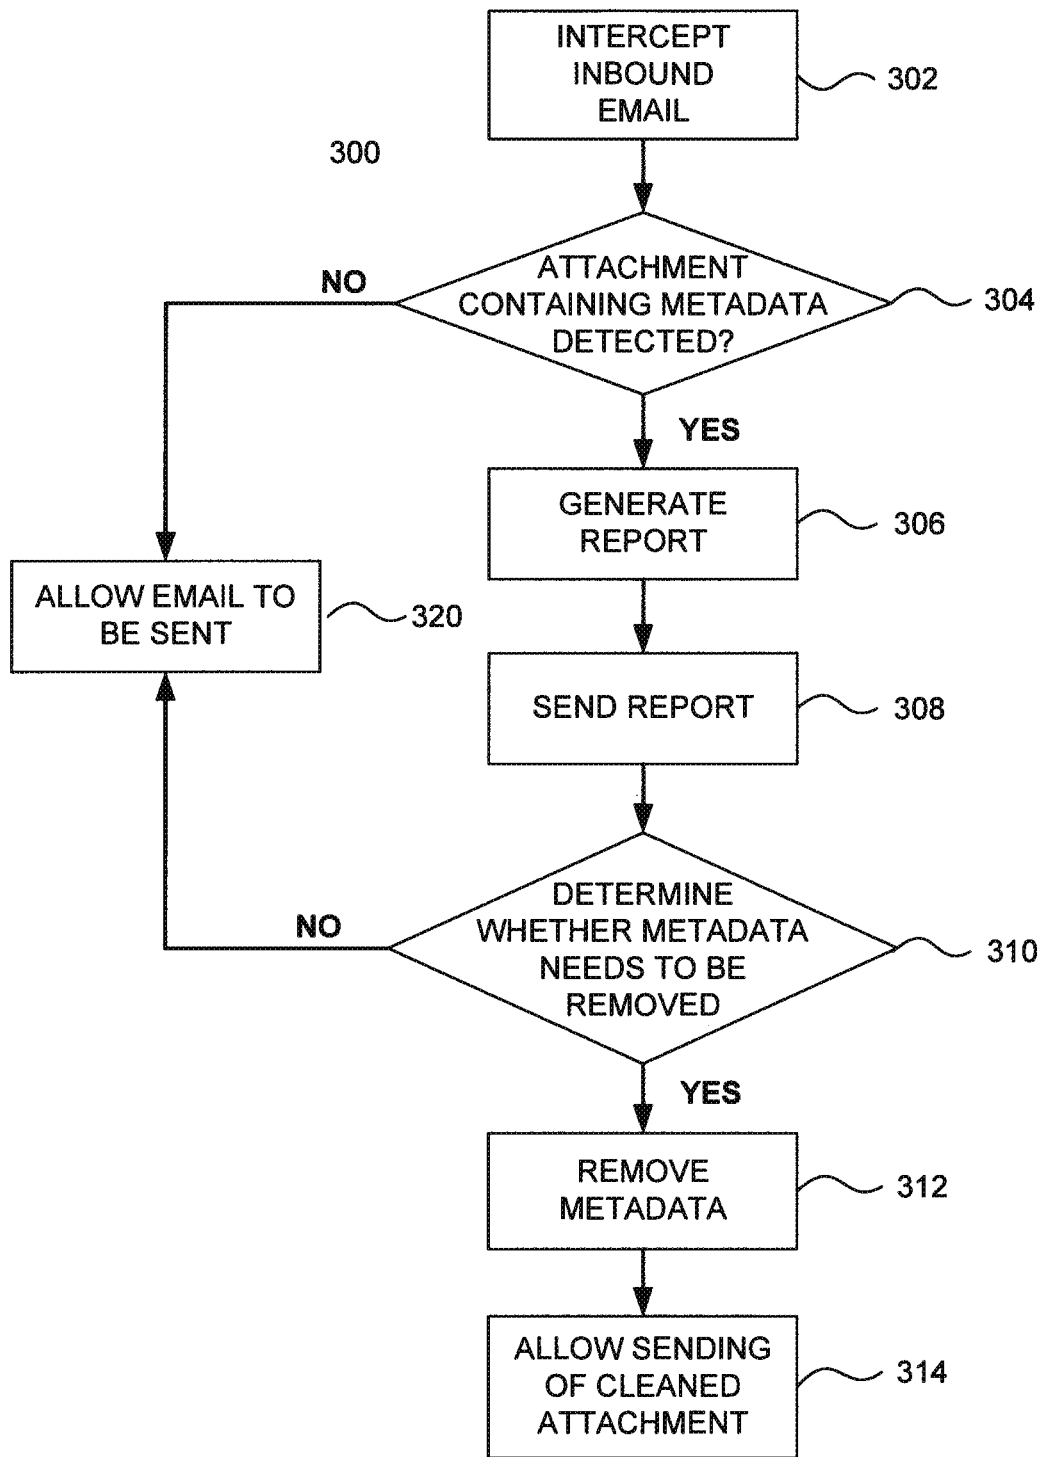 INTERCEPT
INBOUND
EMAIL
302
300
ATTACHMENT
CONTAINING METADATA
DETECTED?
304
NO
YES
GENERATE
REPORT
306
ALLOW EMAIL TO
BE SENT
320
SEND REPORT
308
DETERMINE
WHETHER METADATA
NEEDS TO BE
REMOVED
310
NO
YES
REMOVE
METADATA
312
ALLOW SENDING
OF CLEANED
ATTACHMENT
314